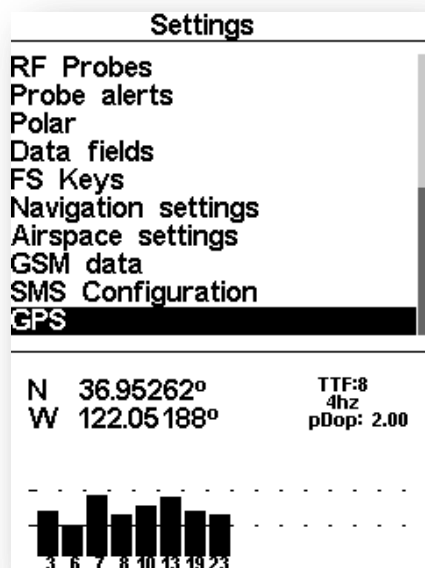 Settings
RF Probes
Probe alerts
Polar
Data fields
FS Keys
Navigation settings
Airspace settings
GSM data
SMS Configuration
GPS
N 36.95262º
W 122.05188º
TTF:8
4hz
pDop: 2.00
3 6 7 8 10 13 19 23